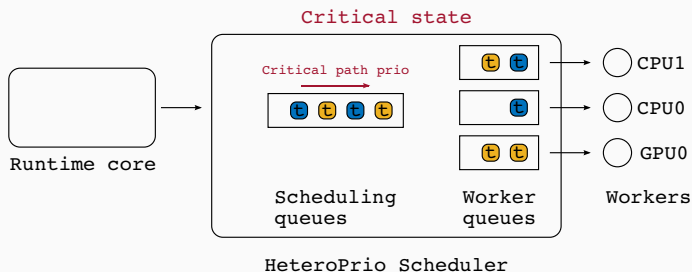 Critical state
Critical path prio
t t t t
t t
t
t t
CPU1
CPU0
GPU0
Runtime core
Scheduling
queues
Worker
queues
Workers
HeteroPrio Scheduler